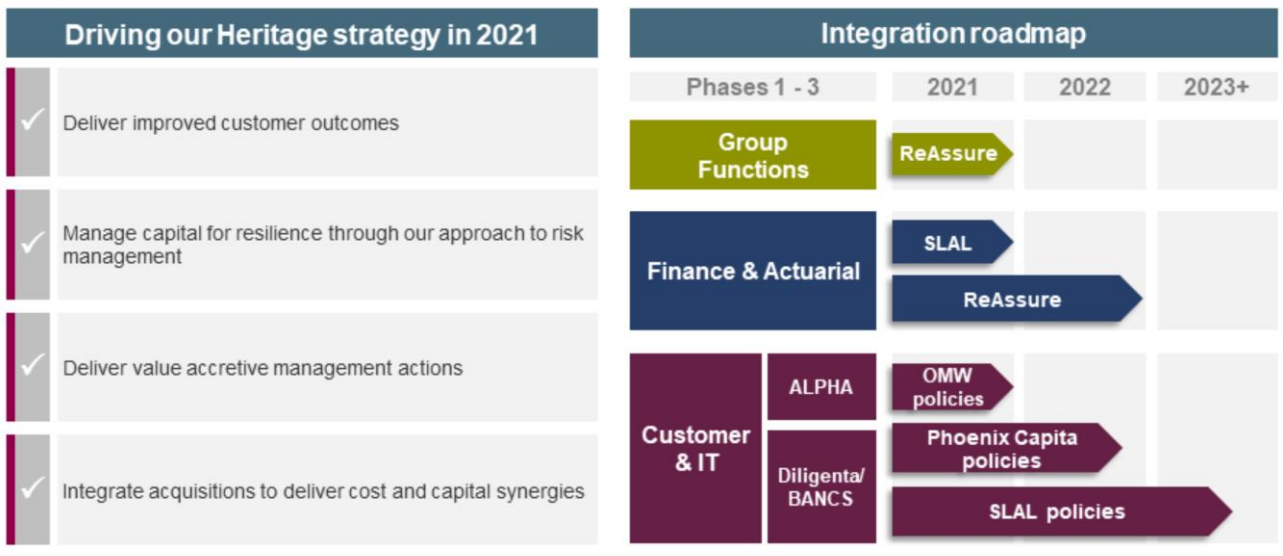 Driving our Heritage strategy in 2021
Deliver improved customer outcomes
Manage capital for resilience through our approach to risk
management
Deliver value accretive management actions
Integrate acquisitions to deliver cost and capital synergies
Integration roadmap
Phases 1 - 3
2021
2022
2023+
Group
Functions
ReAssure
Finance & Actuarial
SLAL
ReAssure
Customer
& IT
ALPHA
OMW
policies
Diligenta/
BANCS
Phoenix Capita
policies
SLAL policies